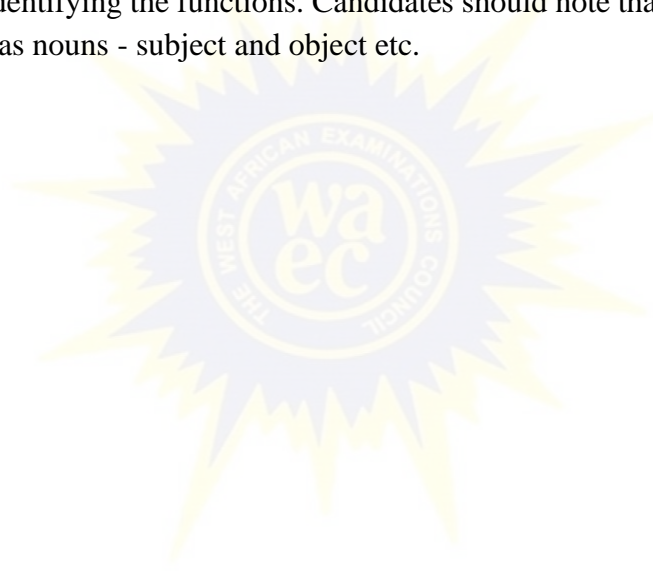 dentifying the functions. Candidates should note tha
as nouns - subject and object etc.
THE WEST AFRICAN EXAMINATIONS COUNCIL
wa
ec